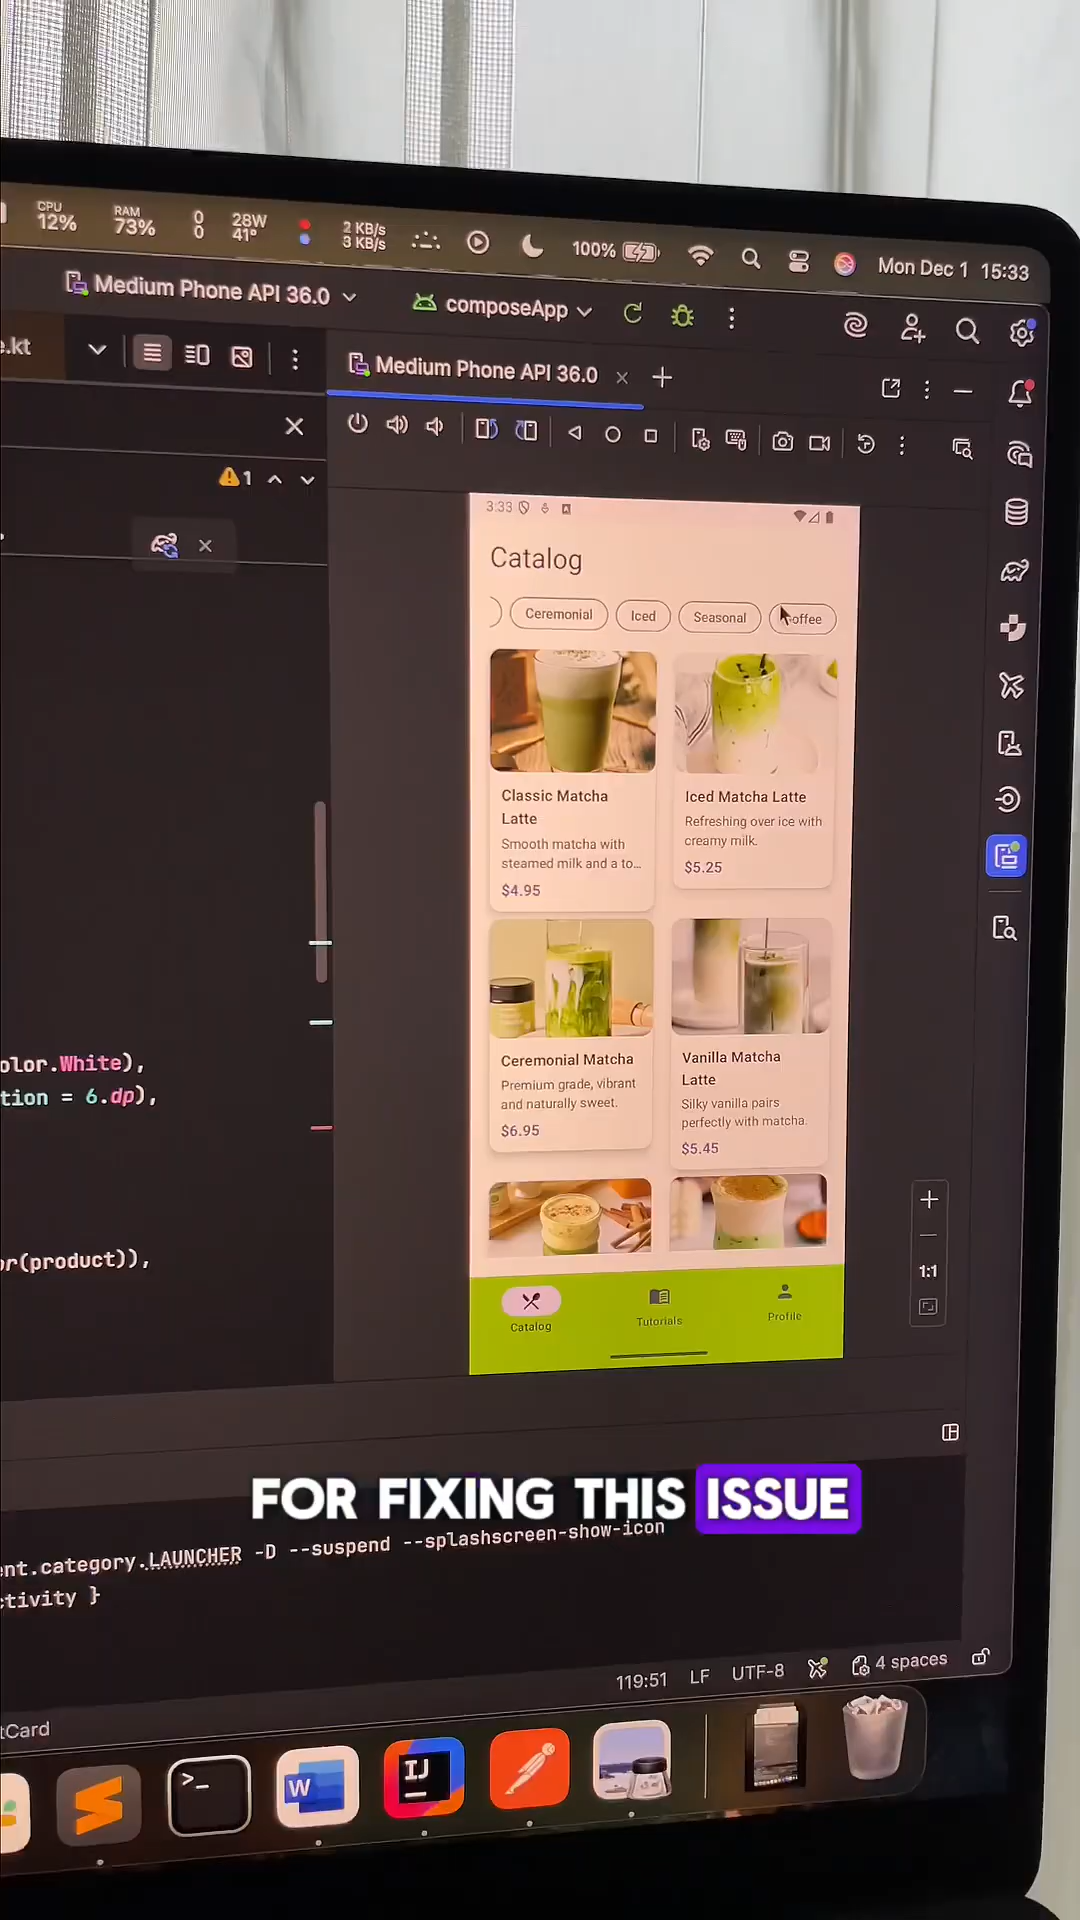 CPU
12%
RAM
73%
0
0
28W
41°
2 KB/s
3 KB/s
100%
Mon Dec 1 15:33
Medium Phone API 36.0
composeApp
e.kt
Medium Phone API 36.0
1
3:33
Catalog
Ceremonial
Iced
Seasonal
offee
Classic Matcha
Latte
Smooth matcha with
steamed milk and a to...
$4.95
Iced Matcha Latte
Refreshing over ice with
creamy milk.
$5.25
Ceremonial Matcha
Premium grade, vibrant
and naturally sweet.
$6.95
Vanilla Matcha
Latte
Silky vanilla pairs
perfectly with matcha.
$5.45
olor.White),
tion = 6.dp),
or(product)),
1:1
Catalog
Tutorials
Profile
FOR FIXING THIS ISSUE
ent.category.LAUNCHER -D --suspend --splashscreen-show-icon
ctivity }
119:51 LF UTF-8 4 spaces
tCard
>_
W
IJ